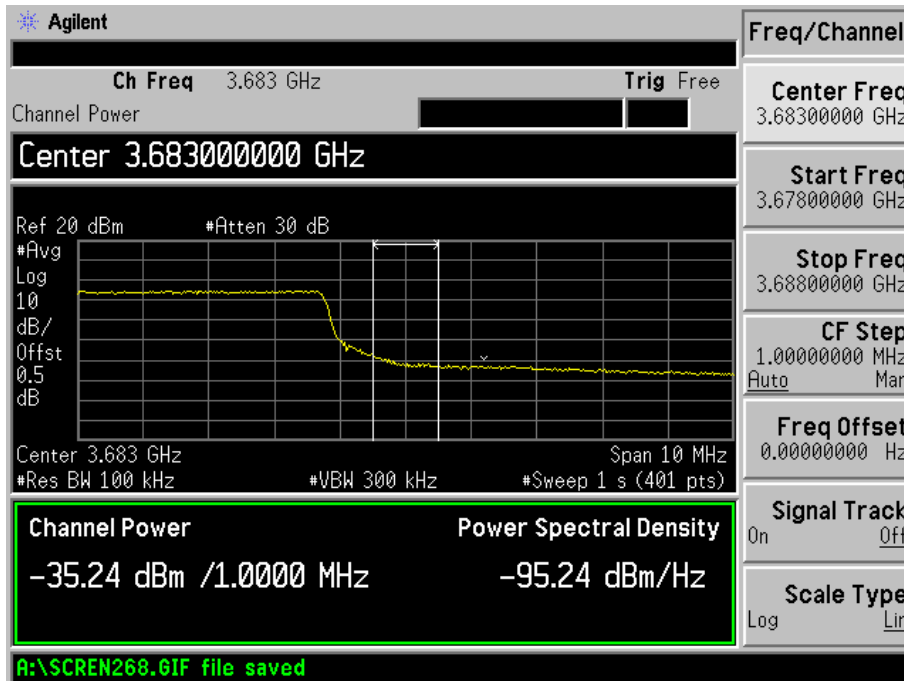 Agilent
Freq/Channel
Ch Freq 3.683 GHz Trig Free
Channel Power
Center 3.683000000 GHz
Ref 20 dBm #Atten 30 dB
#Avg
Log
10
dB/
Offst
0.5
dB
Center 3.683 GHz Span 10 MHz
#Res BW 100 kHz #VBW 300 kHz #Sweep 1 s (401 pts)
Channel Power Power Spectral Density
-35.24 dBm /1.0000 MHz -95.24 dBm/Hz
A:\SCREN268.GIF file saved
Center Freq
3.68300000 GHz
Start Freq
3.67800000 GHz
Stop Freq
3.68800000 GHz
CF Step
1.00000000 MHz
Auto Man
Freq Offset
0.00000000 Hz
Signal Track
On Off
Scale Type
Log Lin